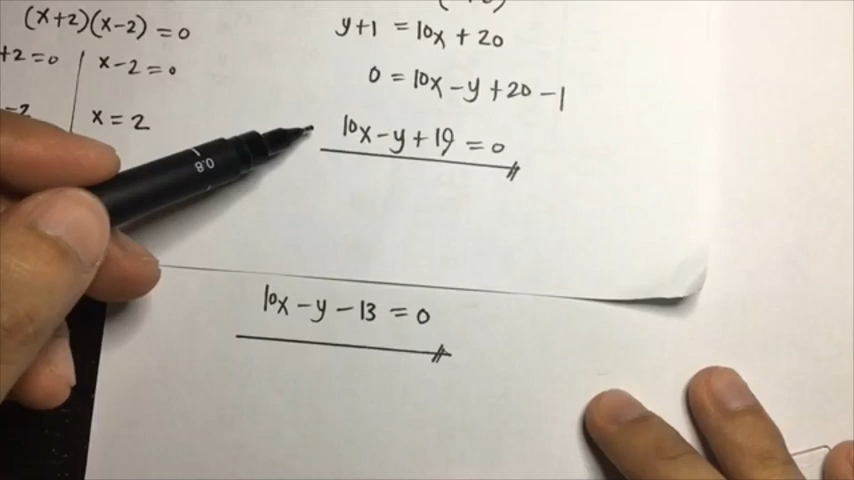 (x+2)(x-2) = 0
+2=0 | x-2=0
=-2
x = 2
y+1 = 10x + 20
0 = 10x - y + 20 - 1
10x - y + 19 = 0
0.8
10x - y - 13 = 0